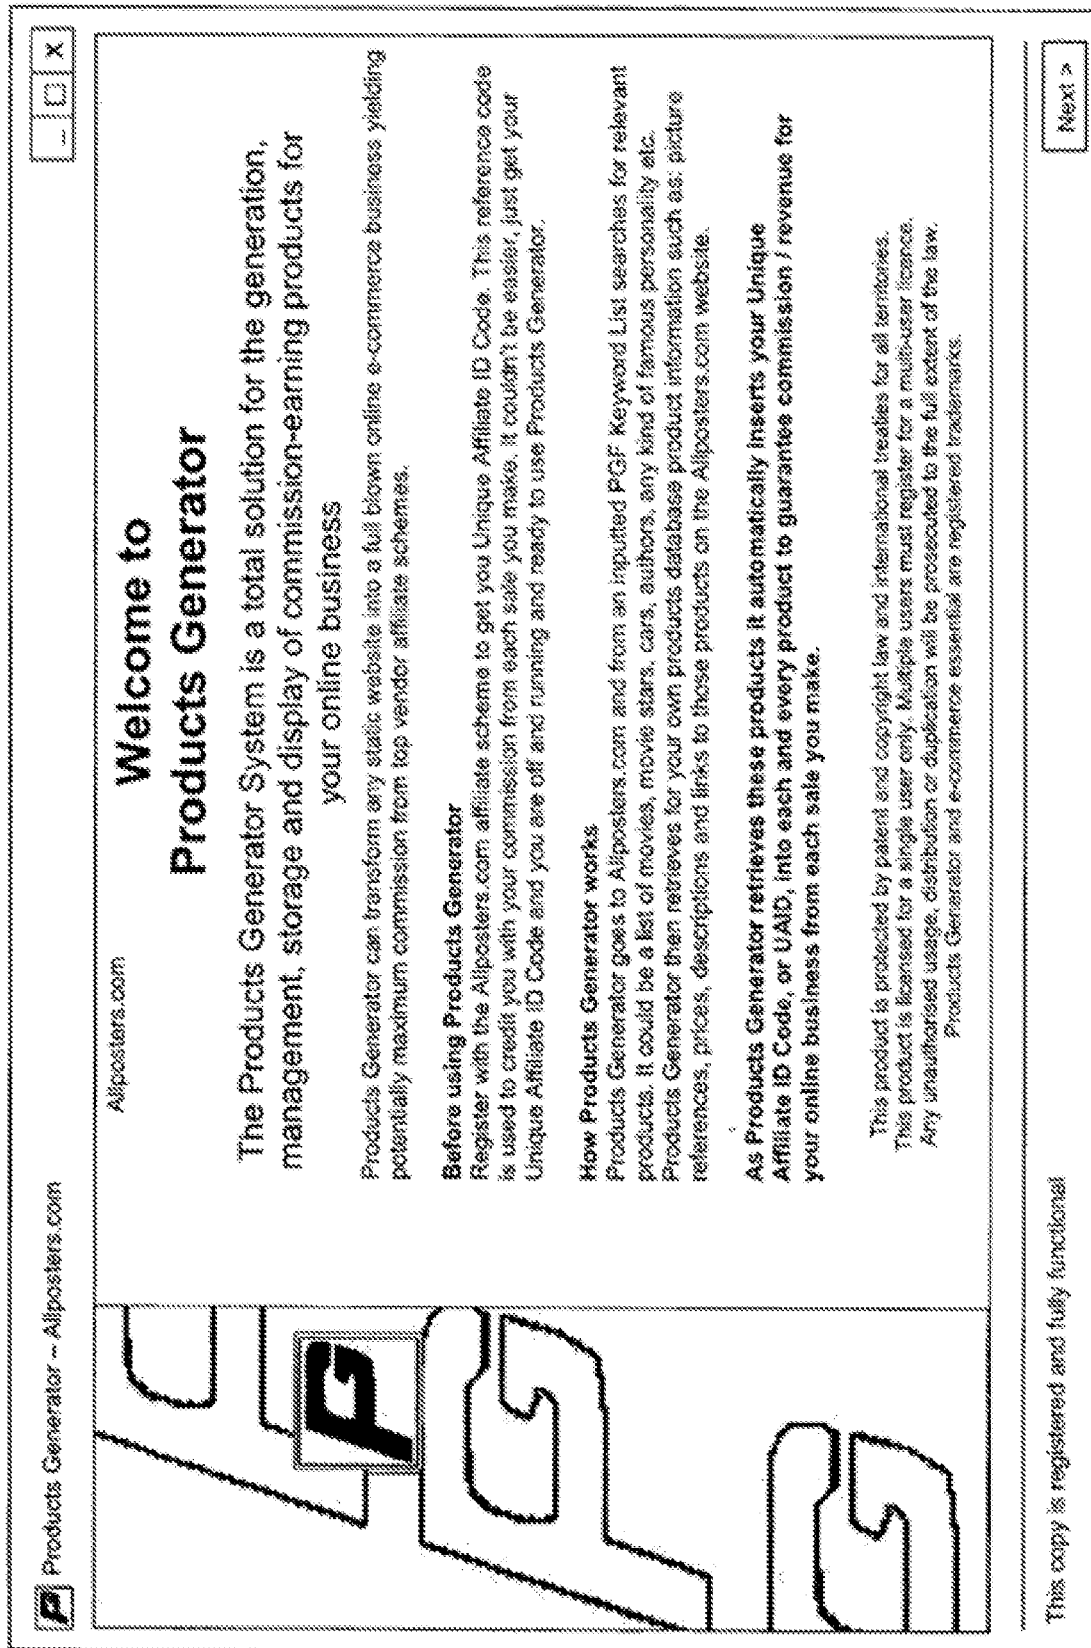 Products Generator – Allposters.com
_ □ X
Allposters.com
Welcome to
Products Generator
The Products Generator System is a total solution for the generation,
management, storage and display of commission-earning products for
your online business
Products Generator can transform any static website into a full blown online e-commerce business yielding
potentially maximum commission from top vendor affiliate schemes.
Before using Products Generator
Register with the Allposters.com affiliate scheme to get you Unique Affiliate ID Code. This reference code
is used to credit you with your commission from each sale you make. It couldn't be easier, just get your
Unique Affiliate ID Code and you are off and running and ready to use Products Generator.
How Products Generator works
Products Generator goes to Allposters.com and from an inputted PGF Keyword List searches for relevant
products. It could be a list of movies, movie stars, cars, authors, any kind of famous personality etc.
Products Generator then retrieves for your own products database product information such as: picture
references, prices, descriptions and links to those products on the Allposters.com website.
As Products Generator retrieves these products it automatically inserts your Unique
Affiliate ID Code, or UAID, into each and every product to guarantee commission / revenue for
your online business from each sale you make.
This product is protected by patent and copyright law and international treaties for all territories.
This product is licensed for a single user only. Multiple users must register for a multi-user licence.
Any unauthorised usage, distribution or duplication will be prosecuted to the full extent of the law.
Products Generator and e-commerce essential are registered trademarks.
This copy is registered and fully functional
Next >